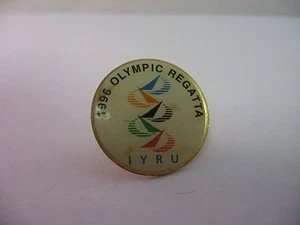 1996 OLYMPIC REGATTA
IYRU